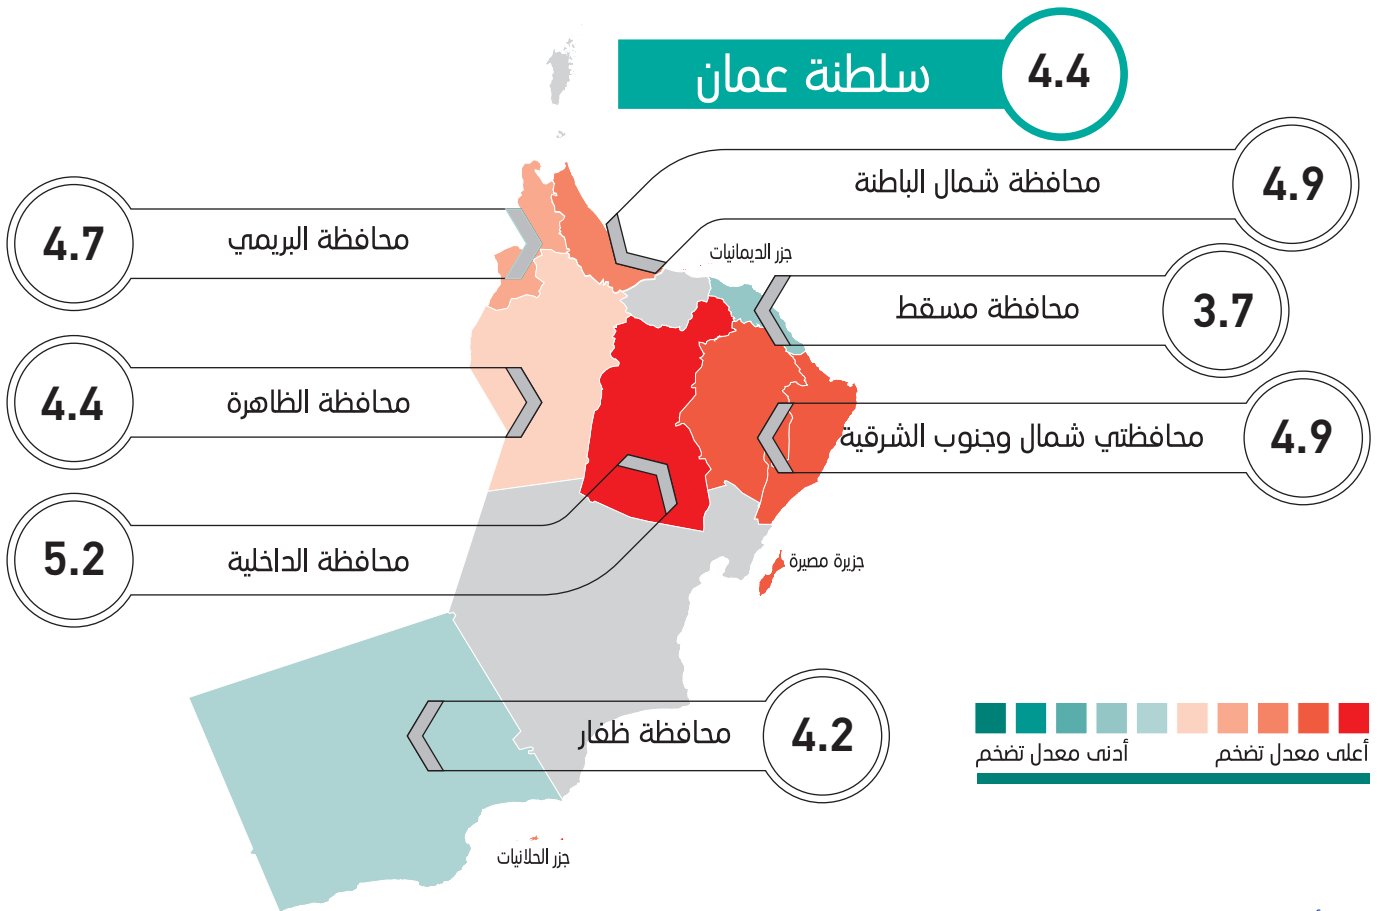 سلطنة عمان
4.4
محافظة شمال الباطنة
4.9
محافظة البريمي
4.7
جزر الديمانيات
محافظة مسقط
3.7
محافظة الظاهرة
4.4
محافظتي شمال وجنوب الشرقية
4.9
محافظة الداخلية
5.2
جزيرة مصيرة
محافظة ظفار
4.2
أعلى معدل تضخم
أدنى معدل تضخم
جزر الحلانيات